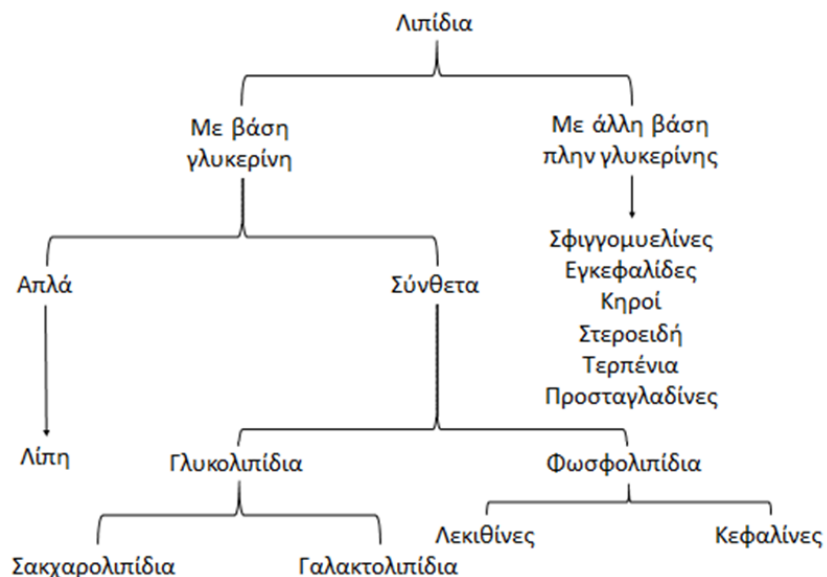 Λιπίδια
Με βάση
γλυκερίνη
Με άλλη βάση
πλην γλυκερίνης
Απλά
Σύνθετα
Σφιγγομυελίνες
Εγκεφαλίδες
Κηροί
Στεροειδή
Τερπένια
Προσταγλαδίνες
Λίπη
Γλυκολιπίδια
Φωσφολιπίδια
Σακχαρολιπίδια
Γαλακτολιπίδια
Λεκιθίνες
Κεφαλίνες